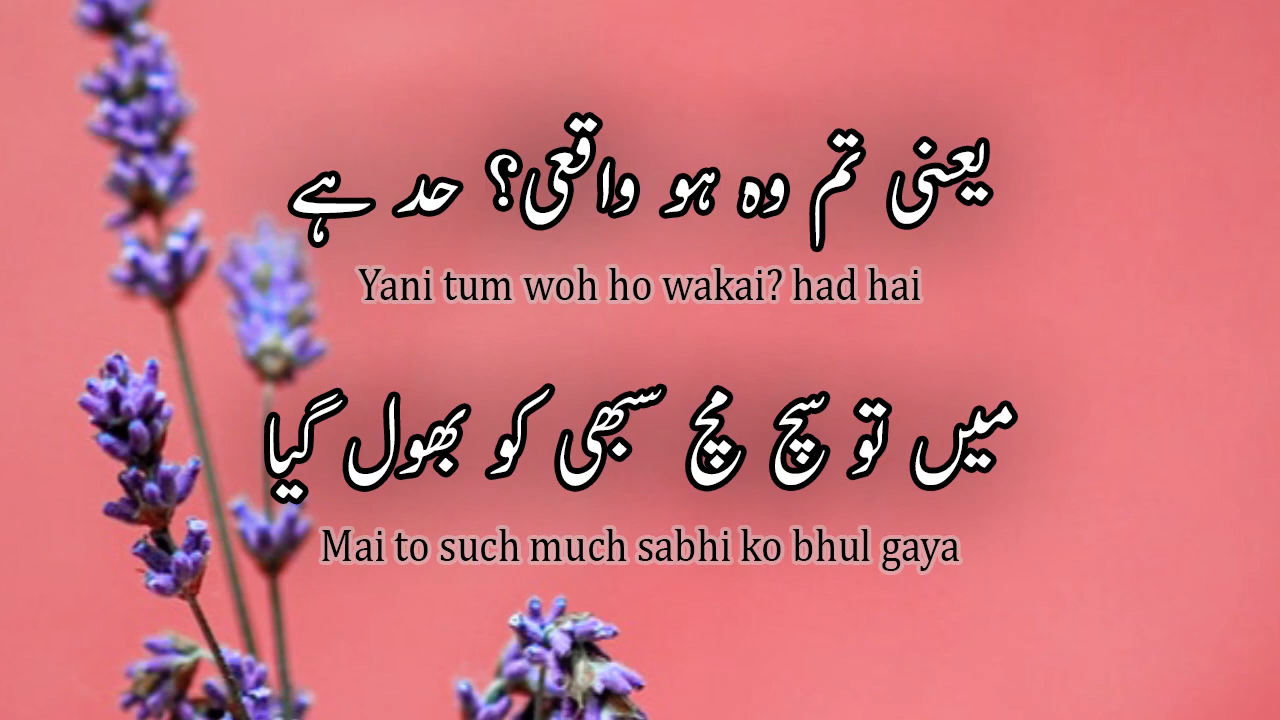 یعنی تم وہ ہو واقعی؟ حد ہے
Yani tum woh ho wakai? had hai
میں تو سچ مچ سبھی کو بھول گیا
Mai to such much sabhi ko bhul gaya